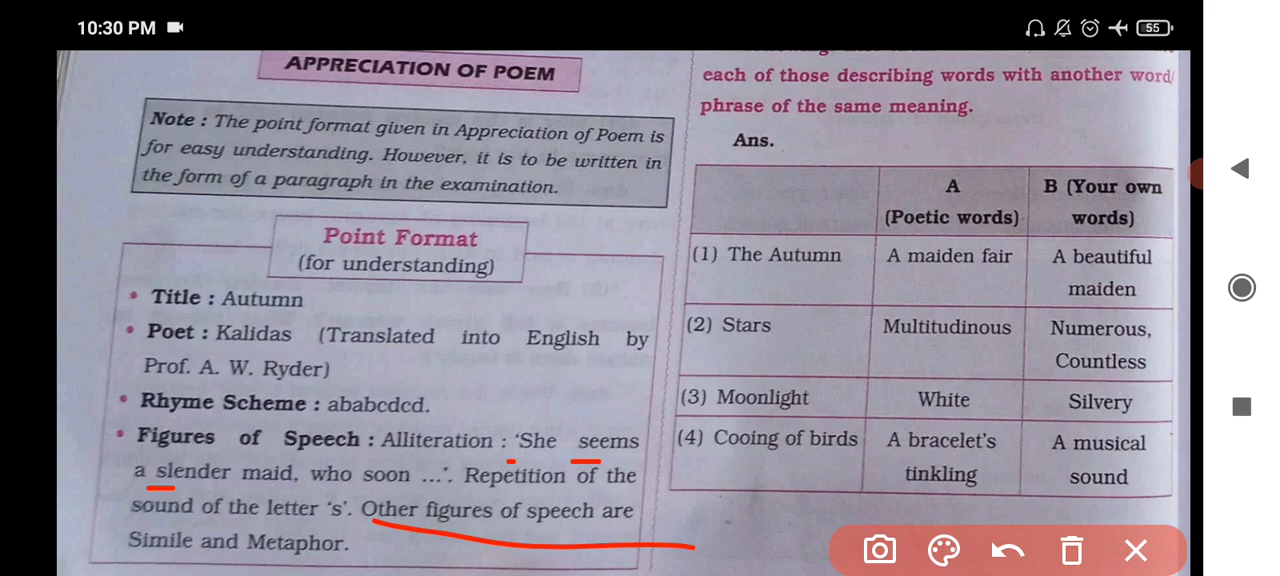 10:30 PM
55
APPRECIATION OF POEM
Note : The point format given in Appreciation of Poem is
for easy understanding. However, it is to be written in
the form of a paragraph in the examination.
Point Format
(for understanding)
• Title : Autumn
• Poet : Kalidas (Translated into English by
Prof. A. W. Ryder)
• Rhyme Scheme : ababcdcd.
• Figures of Speech : Alliteration : 'She seems
a slender maid, who soon ...'. Repetition of the
sound of the letter 's'. Other figures of speech are
Simile and Metaphor.
each of those describing words with another word/
phrase of the same meaning.
Ans.
A B (Your own
(Poetic words) words)
(1) The Autumn A maiden fair A beautiful
maiden
(2) Stars Multitudinous Numerous,
Countless
(3) Moonlight White Silvery
(4) Cooing of birds A bracelet's A musical
tinkling sound